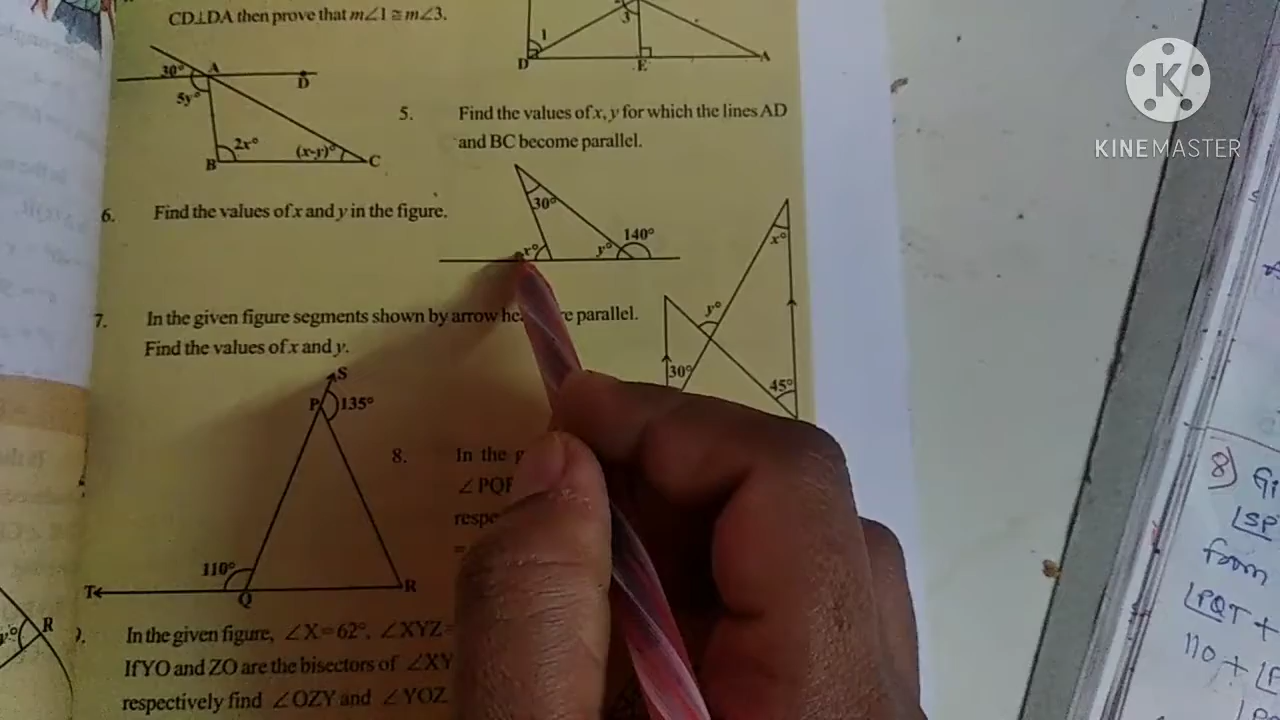 CD⊥DA then prove that m∠1 ≅ m∠3.
1
3
D
E
A
30°
A
D
5y°
2x°
(x-y)°
B
C
5. Find the values of x, y for which the lines AD
and BC become parallel.
6. Find the values of x and y in the figure.
30°
x°
y°
140°
x°
y°
30°
45°
7. In the given figure segments shown by arrow he re parallel.
Find the values of x and y.
S
P
135°
110°
T
Q
R
8. In the
∠PQ
= 
In the given figure, ∠X=62°, ∠XYZ=
If YO and ZO are the bisectors of ∠XY
respectively find ∠OZY and ∠YOZ
y°
R
K
KINEMASTER
8) Gi
∠SP
from
∠PQT +
110 + ∠P